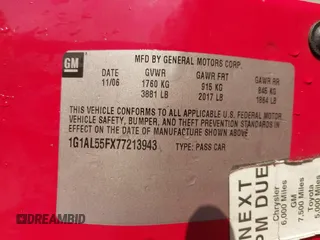 GM
MFD BY GENERAL MOTORS CORP
DATE GVWR GAWR FRT GAWR RR
11/06 1760 KG 915 KG 845 KG
3881 LB 2017 LB 1864 LB
THIS VEHICLE CONFORMS TO ALL APPLICABLE U.S. FEDERAL MOTOR
VEHICLE SAFETY, BUMPER, AND THEFT PREVENTION STANDARDS
IN EFFECT ON THE DATE OF MANUFACTURE SHOWN ABOVE.
1G1AL55FX77213943 TYPE: PASS CAR
NEXT
PM DUE
Chrysler
6,000 Miles
GM
7,500 Miles
Toyota
5,000 Miles
DREAMBID